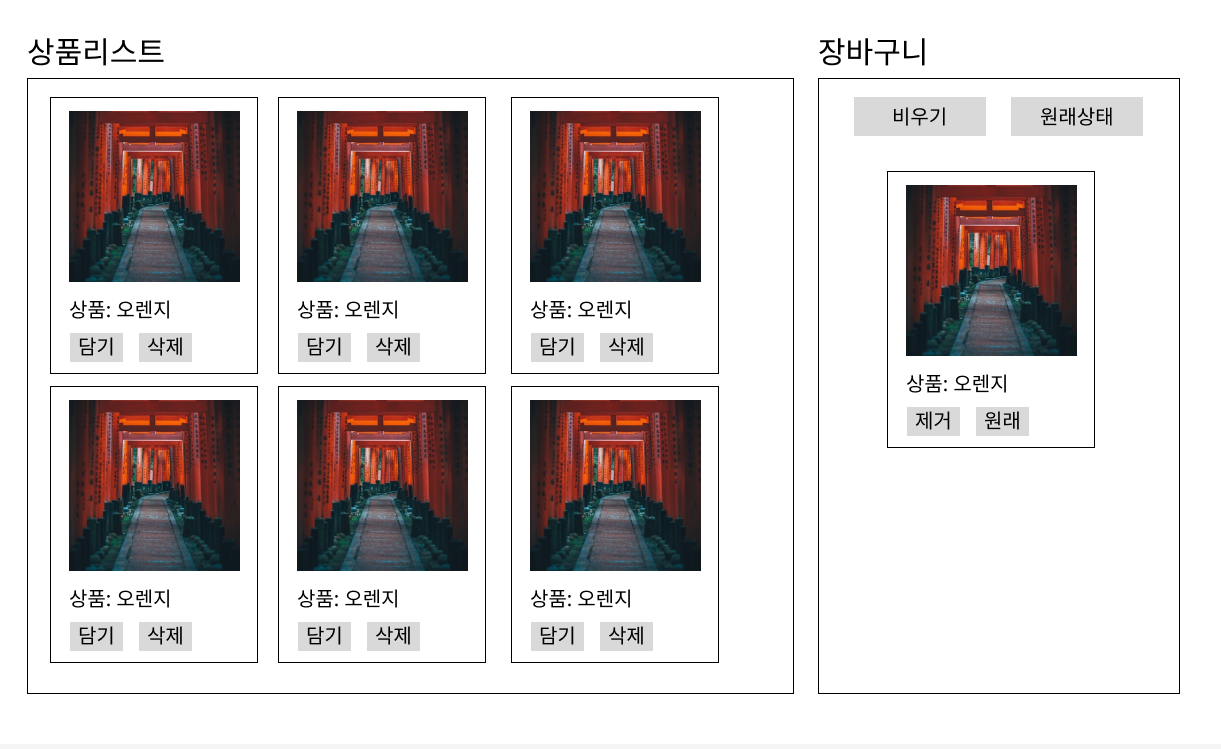 상품리스트
상품: 오렌지
담기 삭제
상품: 오렌지
담기 삭제
상품: 오렌지
담기 삭제
상품: 오렌지
담기 삭제
상품: 오렌지
담기 삭제
상품: 오렌지
담기 삭제
장바구니
비우기 원래상태
상품: 오렌지
제거 원래